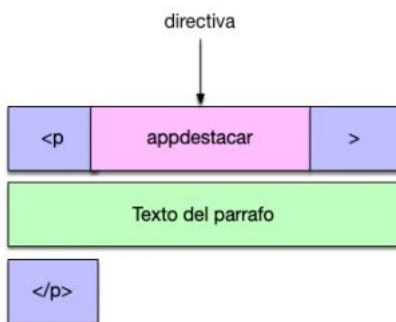 directiva
<p appdestacar >
Texto del parrafo
</p>